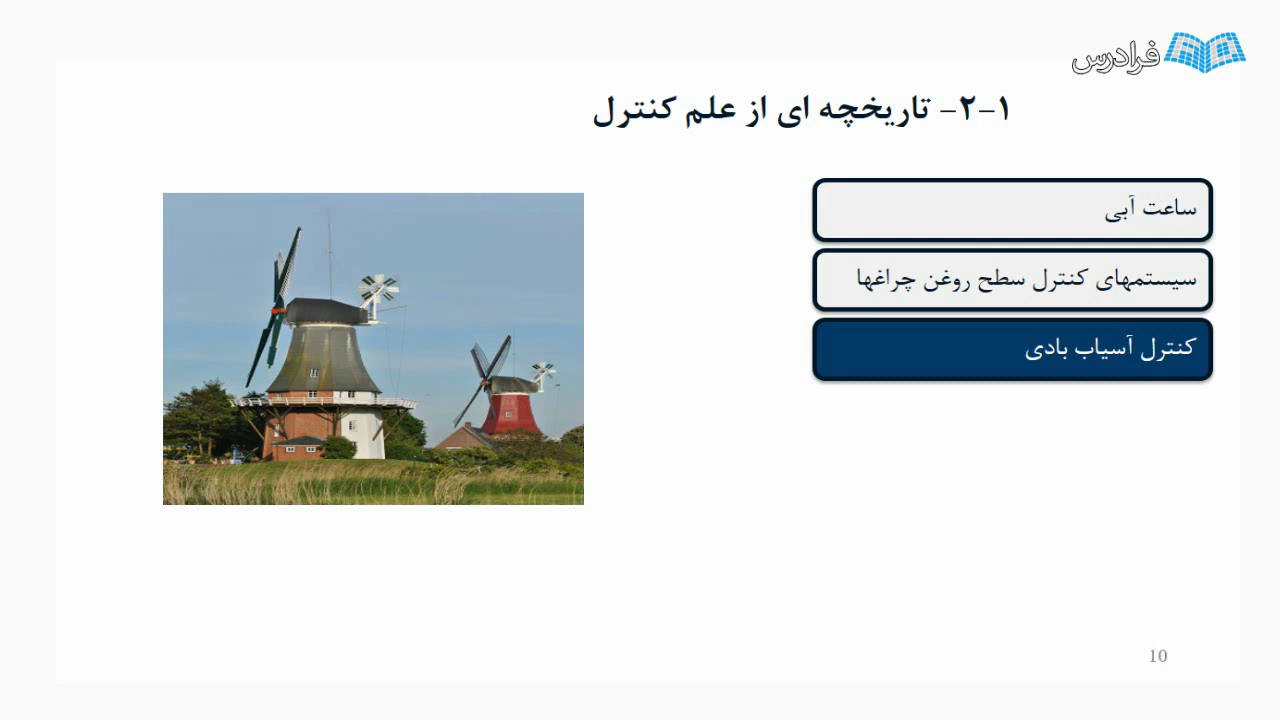 فرادرس
۱-۲- تاریخچه ای از علم کنترل
ساعت آبی
سیستمهای کنترل سطح روغن چراغها
کنترل آسیاب بادی
10